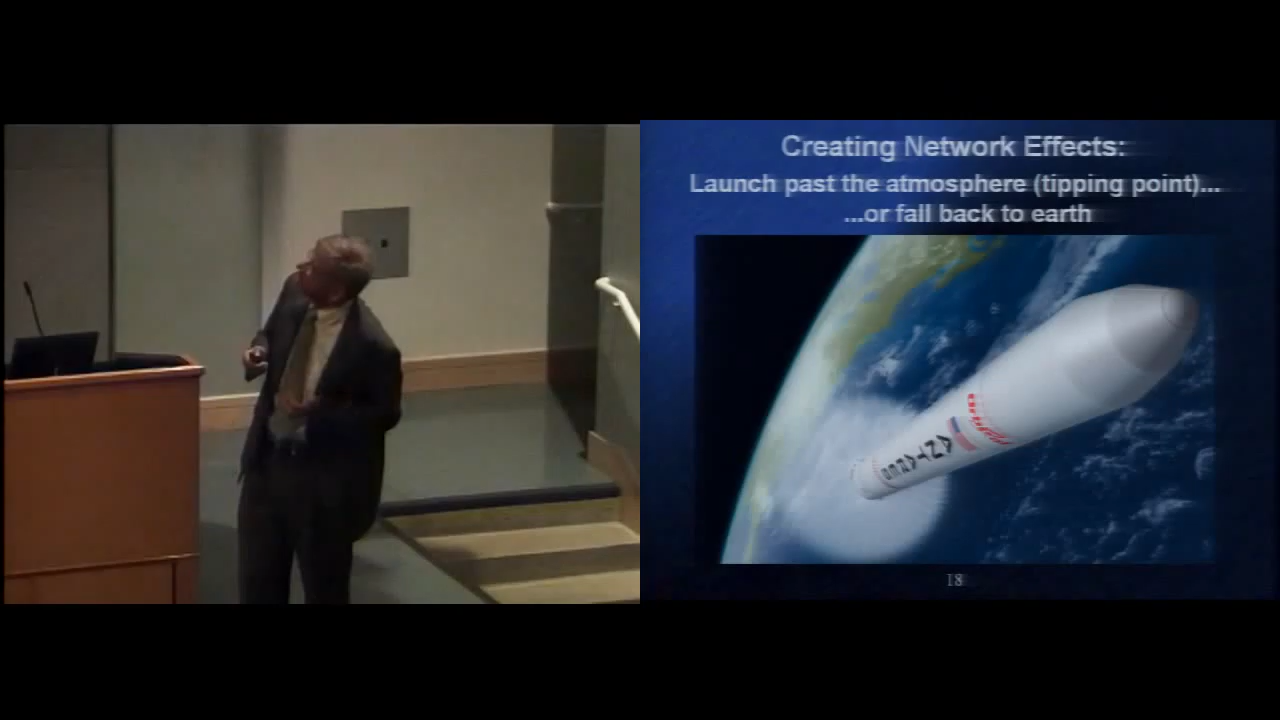 Creating Network Effects:
Launch past the atmosphere (tipping point)...
...or fall back to earth
18